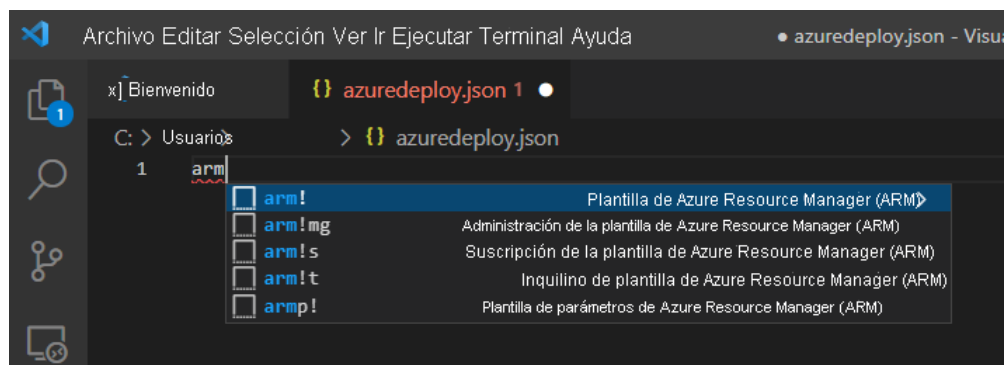 Archivo Editar Selección Ver Ir Ejecutar Terminal Ayuda ● azuredeploy.json - Visua
x] Bienvenido {} azuredeploy.json 1 ●
1
C: > Usuarios > {} azuredeploy.json
1 arm
arm! Plantilla de Azure Resource Manager (ARM)>
arm!mg Administración de la plantilla de Azure Resource Manager (ARM)
arm!s Suscripción de la plantilla de Azure Resource Manager (ARM)
arm!t Inquilino de plantilla de Azure Resource Manager (ARM)
armp! Plantilla de parámetros de Azure Resource Manager (ARM)